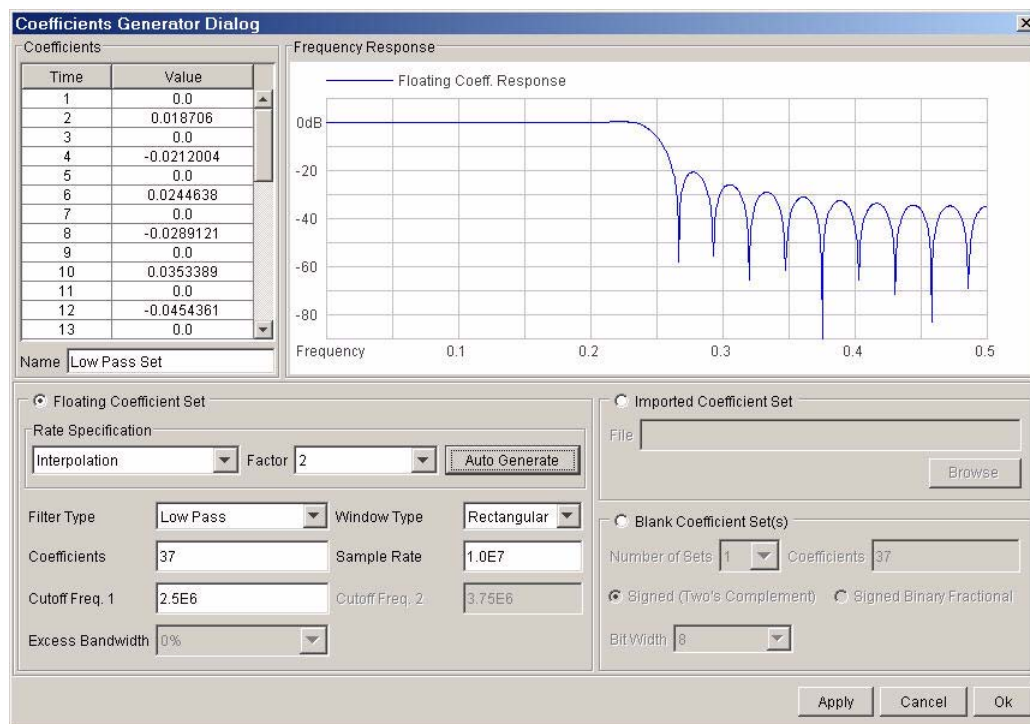 Coefficients Generator Dialog
Coefficients
Time Value
1 0.0
2 0.018706
3 0.0
4 -0.0212004
5 0.0
6 0.0244638
7 0.0
8 -0.0289121
9 0.0
10 0.0353389
11 0.0
12 -0.0454361
13 0.0
Name Low Pass Set
Frequency Response
Floating Coeff. Response
0dB
-20
-40
-60
-80
Frequency 0.1 0.2 0.3 0.4 0.5
Floating Coefficient Set
Rate Specification
Interpolation Factor 2 Auto Generate
Filter Type Low Pass Window Type Rectangular
Coefficients 37 Sample Rate 1.0E7
Cutoff Freq. 1 2.5E6 Cutoff Freq. 2 3.75E6
Excess Bandwidth 0%
Imported Coefficient Set
File
Browse
Blank Coefficient Set(s)
Number of Sets 1 Coefficients 37
Signed (Two's Complement) Signed Binary Fractional
Bit Width 8
Apply Cancel Ok